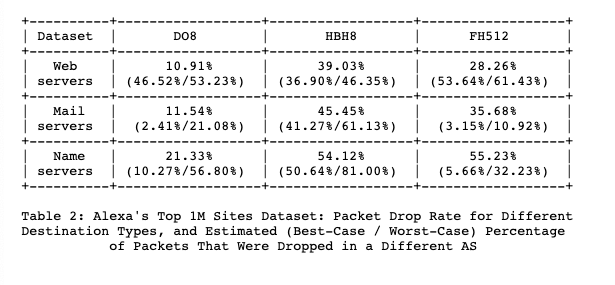 +----------+-----------------+-----------------+-----------------+
| Dataset | DO8 | HBH8 | FH512 |
+----------+-----------------+-----------------+-----------------+
| Web | 10.91% | 39.03% | 28.26% |
| servers | (46.52%/53.23%) | (36.90%/46.35%) | (53.64%/61.43%) |
+----------+-----------------+-----------------+-----------------+
| Mail | 11.54% | 45.45% | 35.68% |
| servers | (2.41%/21.08%) | (41.27%/61.13%) | (3.15%/10.92%) |
+----------+-----------------+-----------------+-----------------+
| Name | 21.33% | 54.12% | 55.23% |
| servers | (10.27%/56.80%) | (50.64%/81.00%) | (5.66%/32.23%) |
+----------+-----------------+-----------------+-----------------+
Table 2: Alexa's Top 1M Sites Dataset: Packet Drop Rate for Different
Destination Types, and Estimated (Best-Case / Worst-Case) Percentage
of Packets That Were Dropped in a Different AS